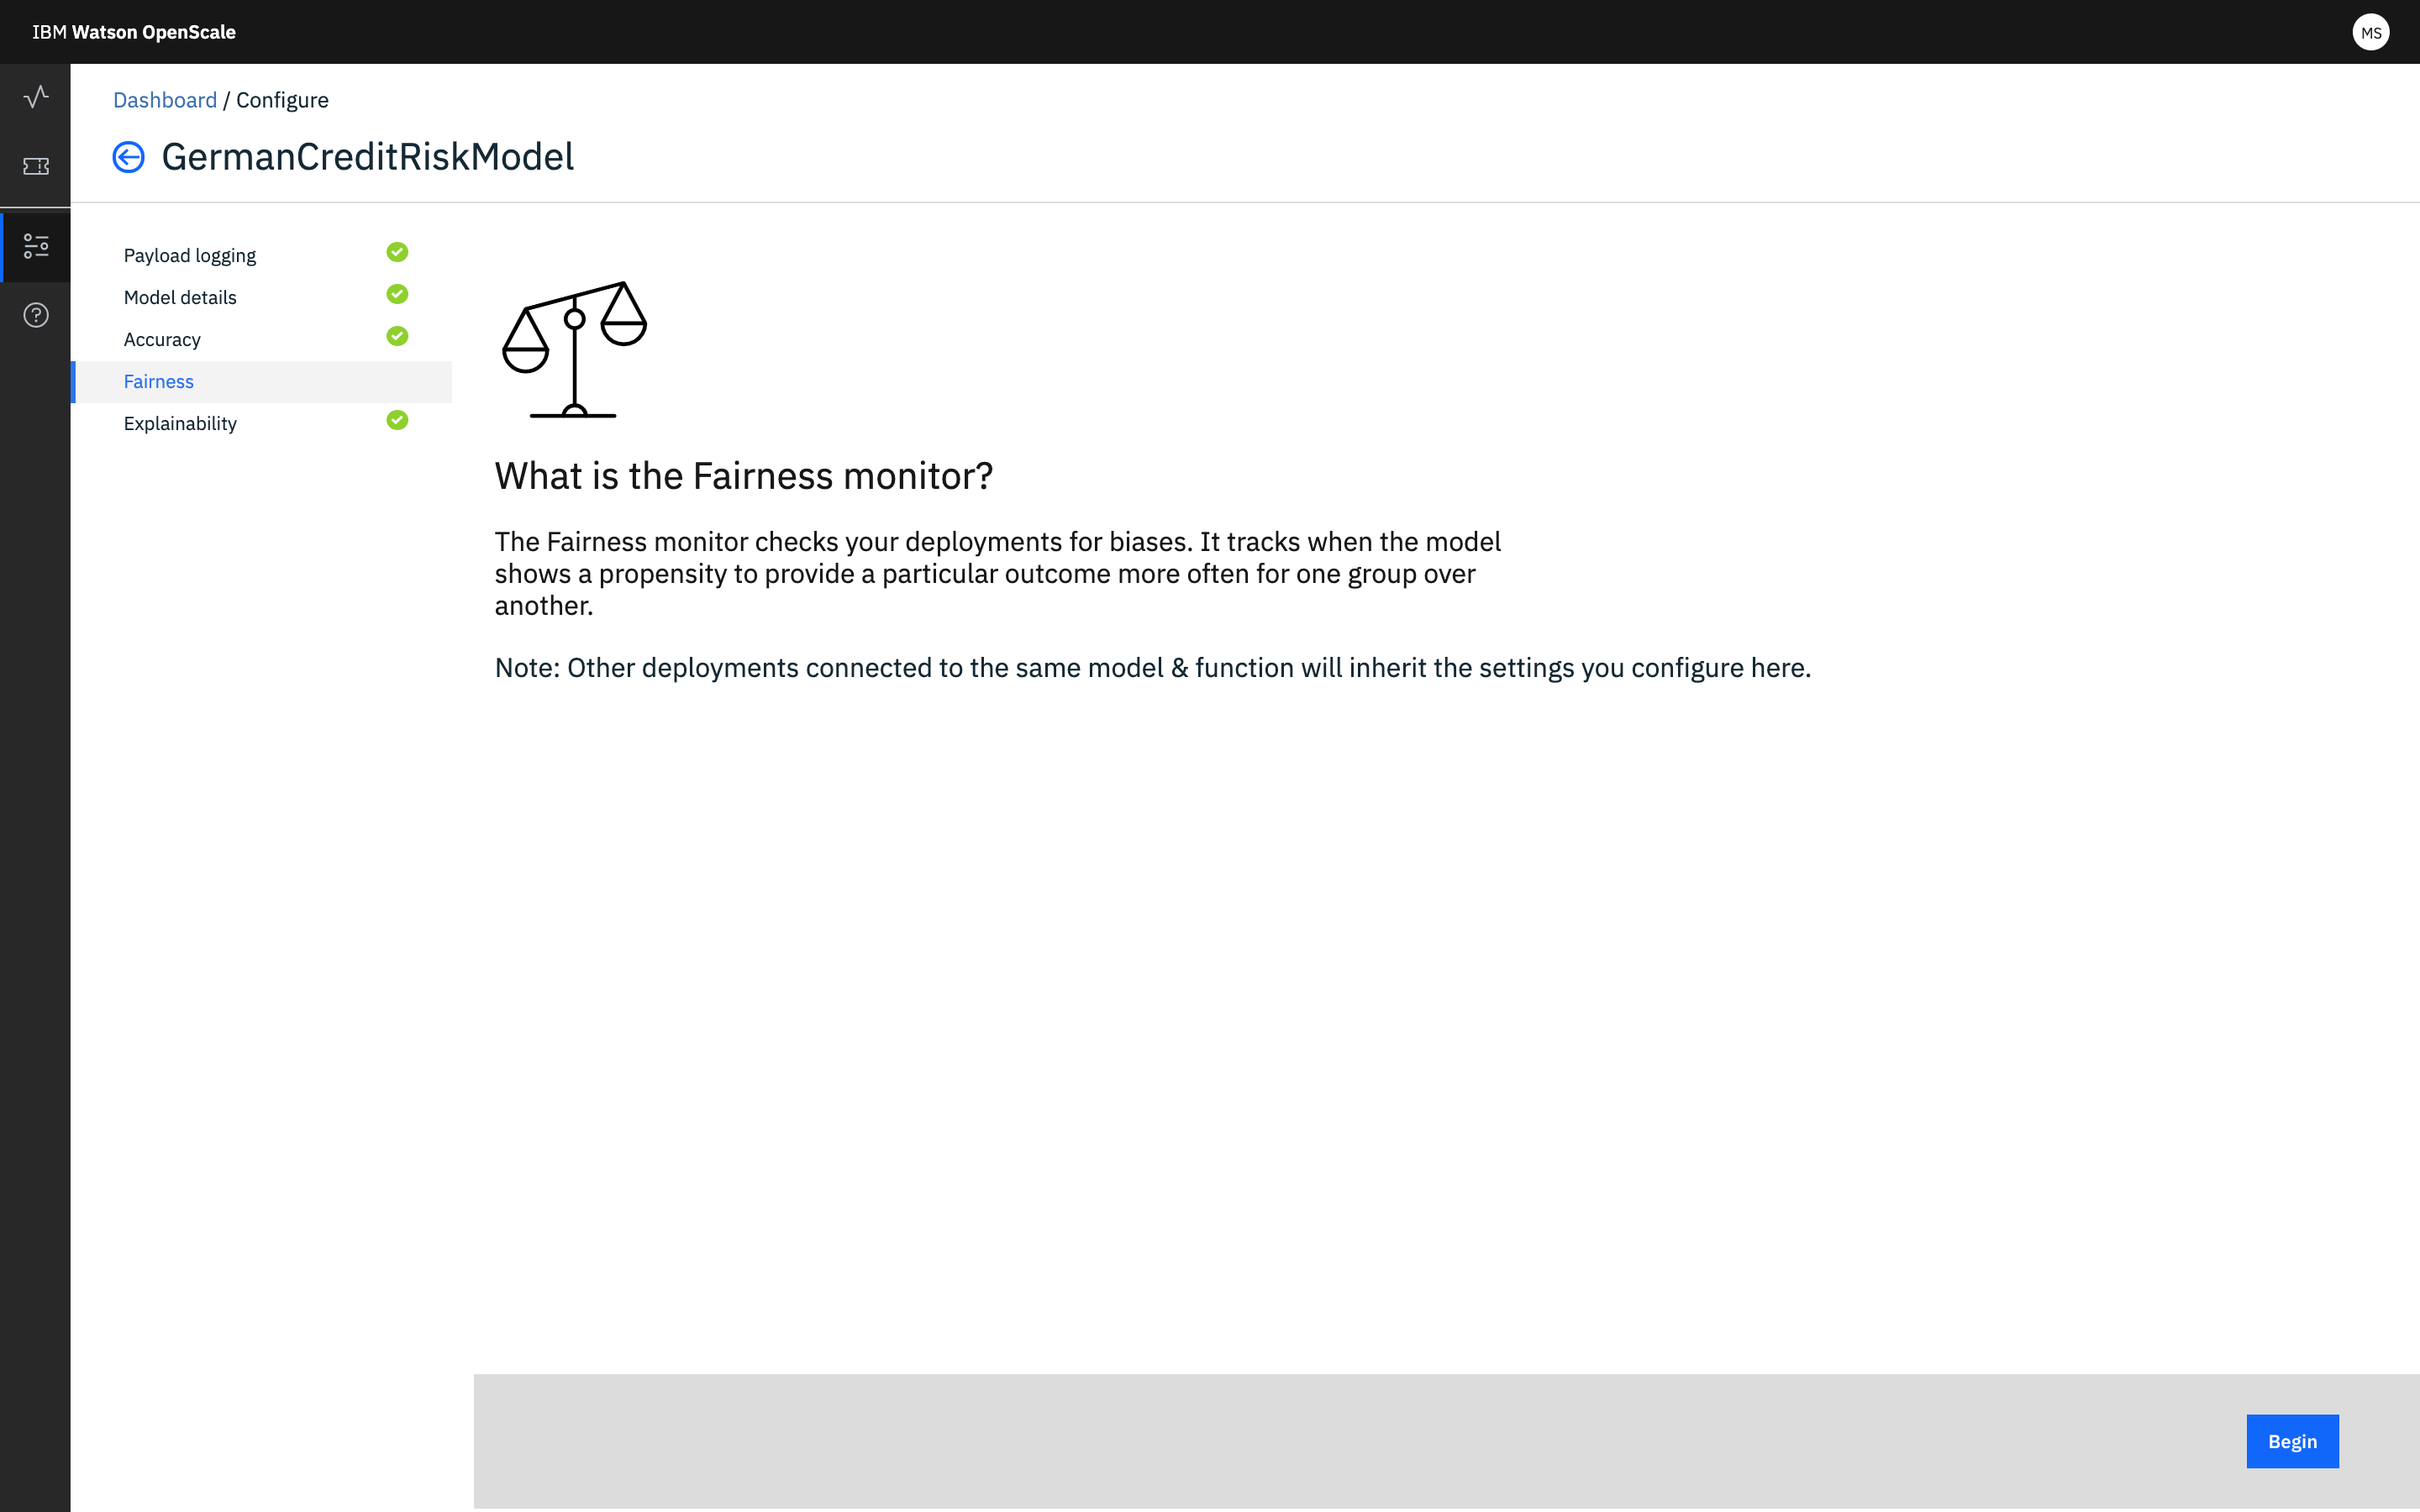 IBM Watson OpenScale
MS
Dashboard / Configure
GermanCreditRiskModel
Payload logging
Model details
Accuracy
Fairness
Explainability
What is the Fairness monitor?
The Fairness monitor checks your deployments for biases. It tracks when the model
shows a propensity to provide a particular outcome more often for one group over
another.
Note: Other deployments connected to the same model & function will inherit the settings you configure here.
Begin